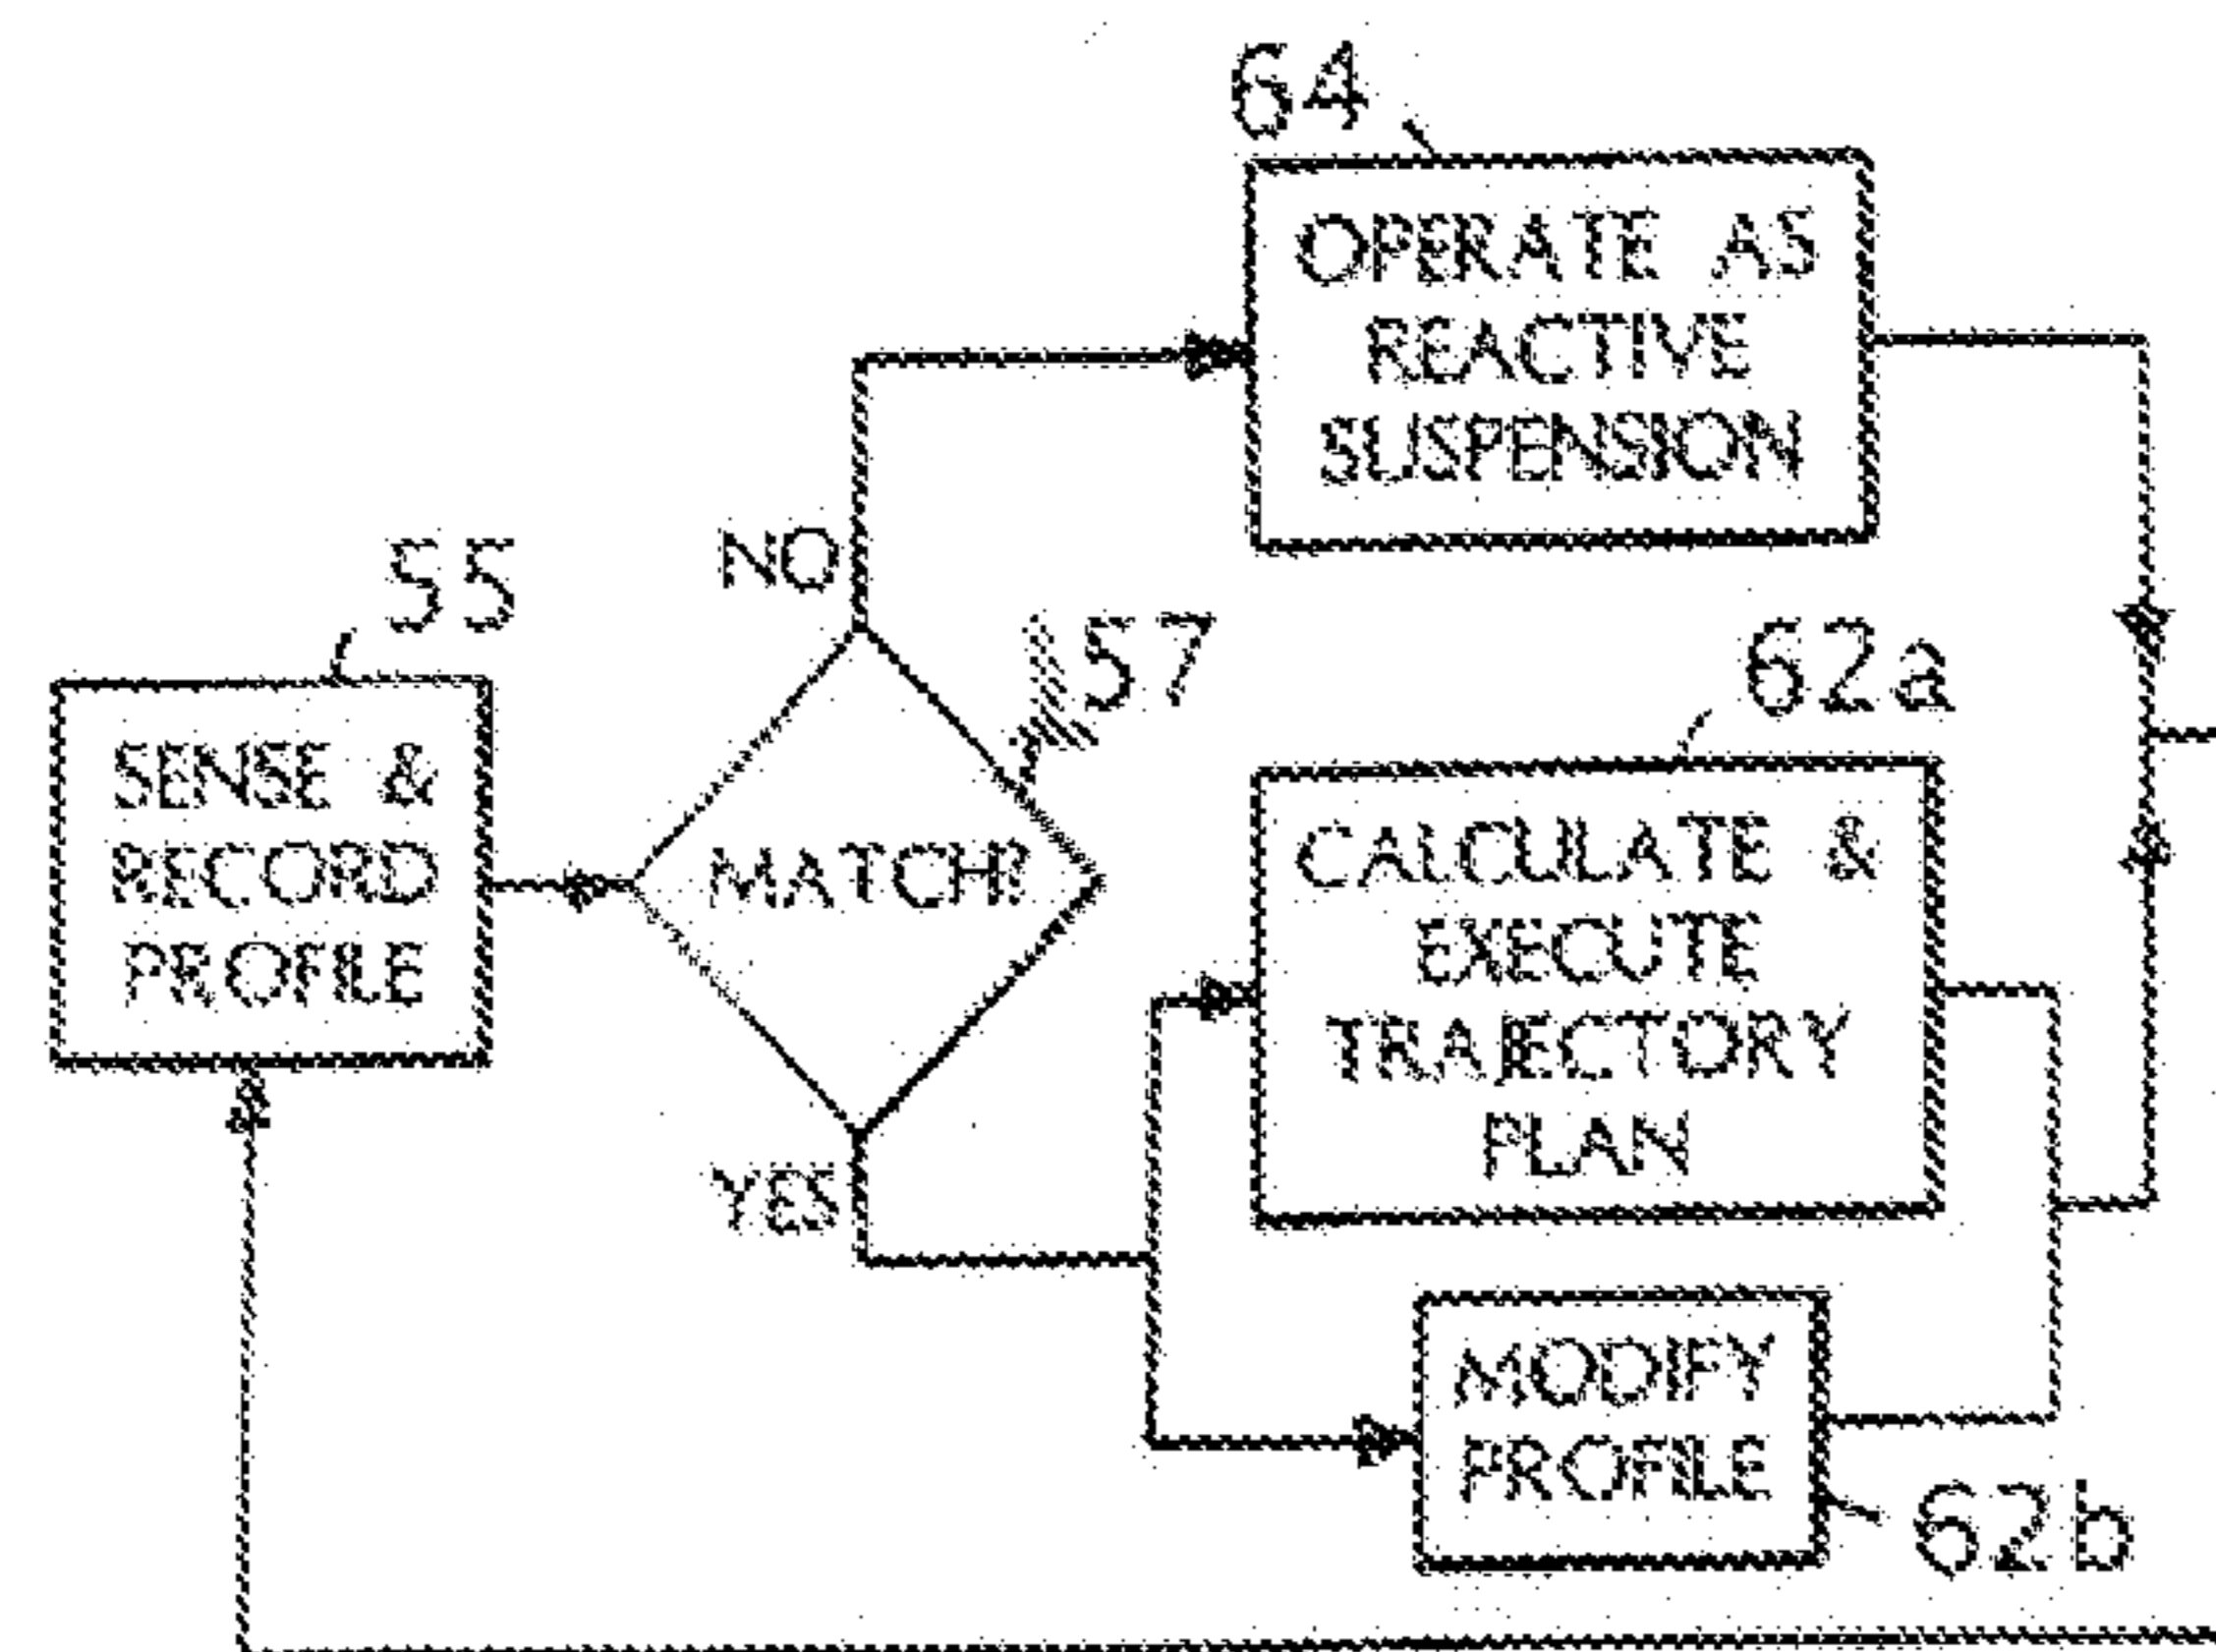 64
OPERATE AS
REACTIVE
SUSPENSION
NO
55
57
62a
SENSE &
RECORD
PROFILE
MATCH?
CALCULATE &
EXECUTE
TRAJECTORY
PLAN
YES
MODIFY
PROFILE
62b